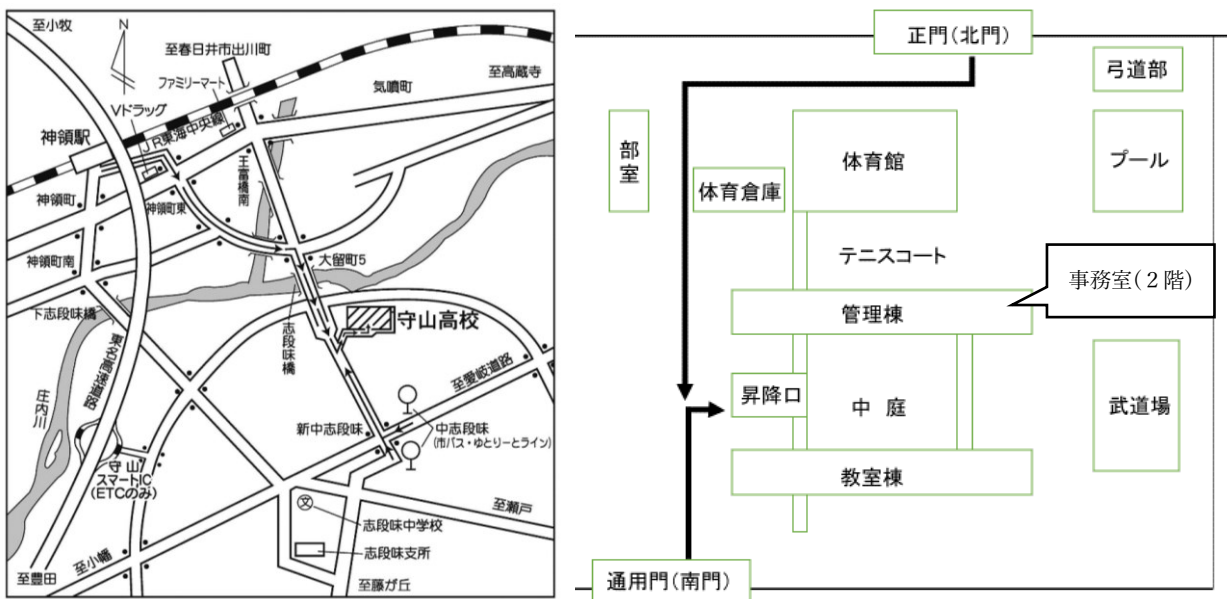 至小牧
N
至春日井市出川町
ファミリーマート
至高蔵寺
気噴町
Vドラッグ
JR東海中央線
神領駅
王富橋南
神領町
神領町東
神領町南
大留町5
下志段味橋
志段味橋
守山高校
東名高速道路
庄内川
至愛岐道路
新中志段味
中志段味
(市バス・ゆとりーとライン)
守山
スマートIC
(ETCのみ)
至瀬戸
文
志段味中学校
志段味支所
至小幡
至豊田
至藤が丘
正門(北門)
弓道部
部室
体育館
プール
体育倉庫
テニスコート
事務室(2階)
管理棟
昇降口
中 庭
武道場
教室棟
通用門(南門)